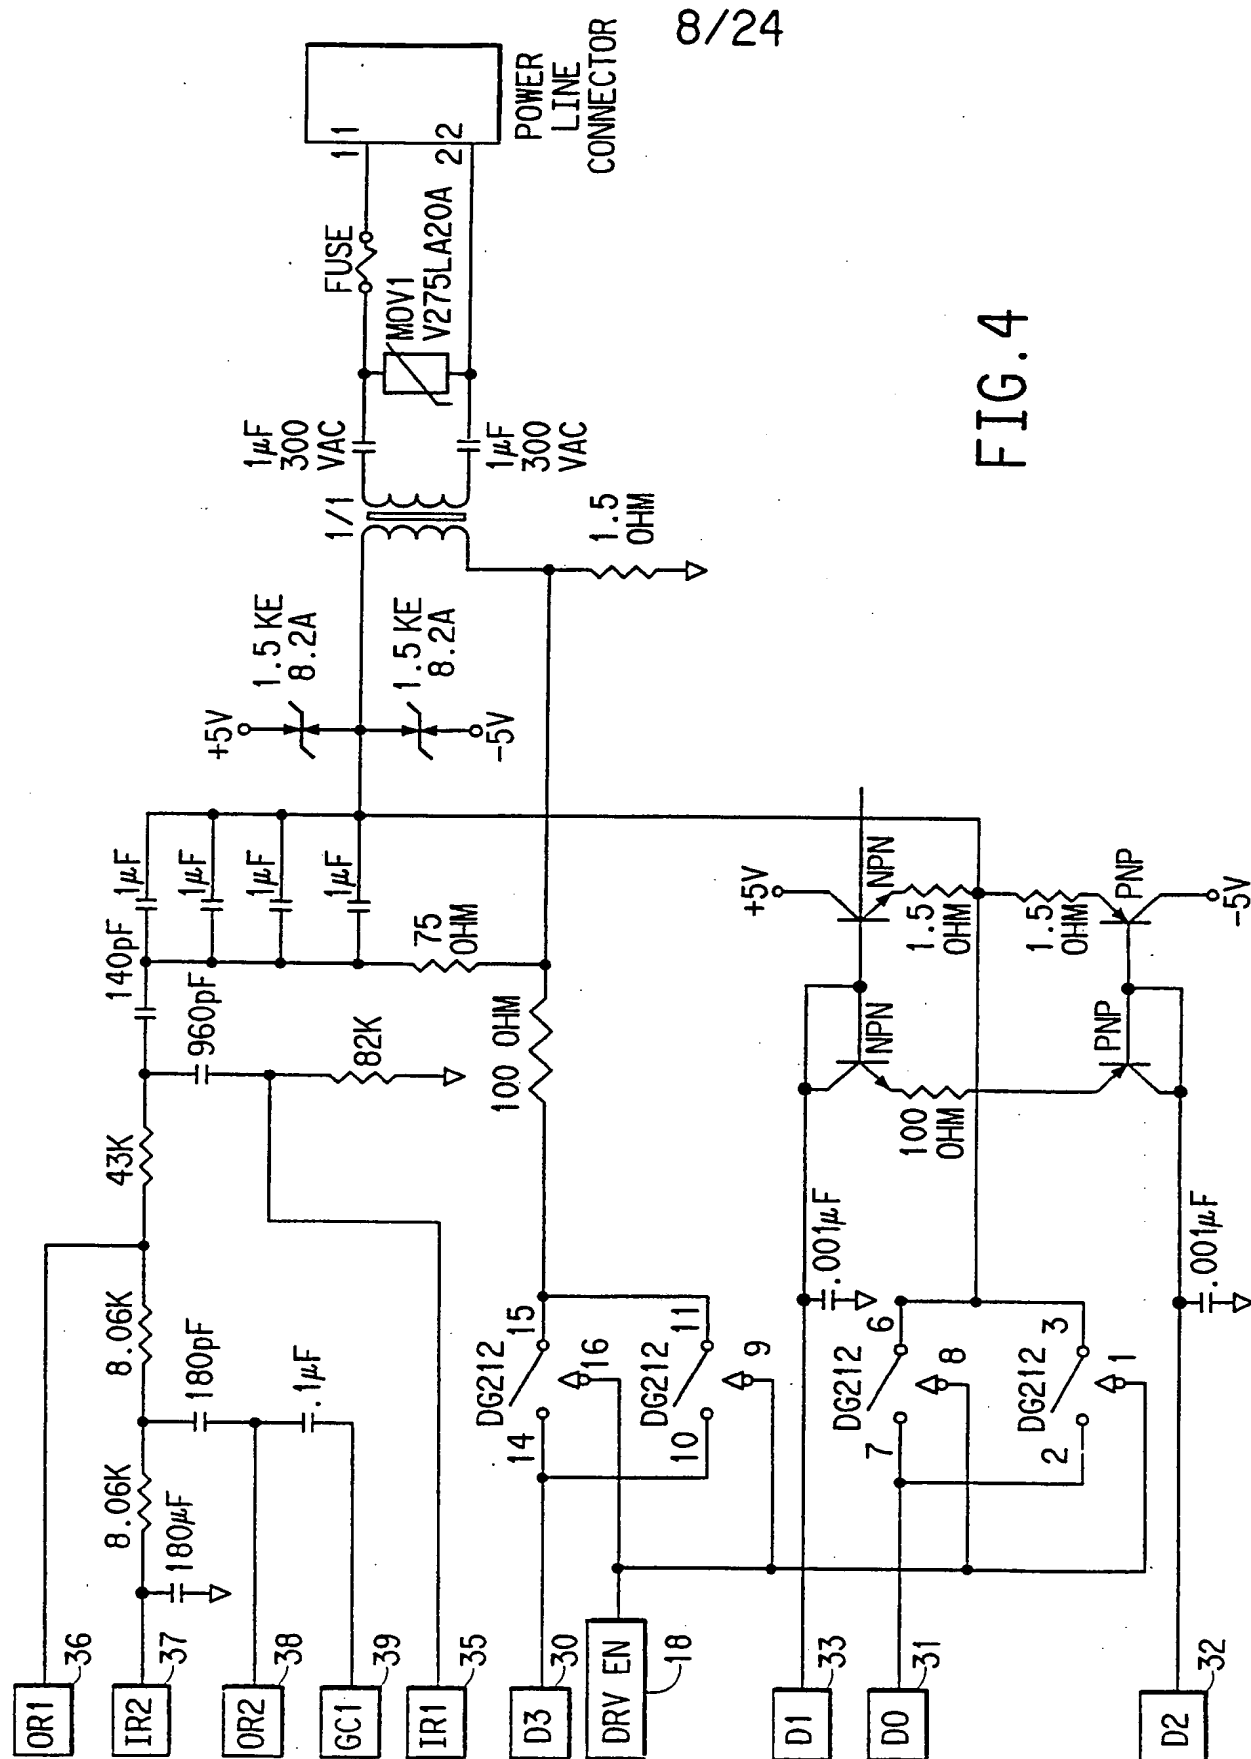 8/24
POWER
LINE
CONNECTOR
1 1
2 2
FUSE
MOV1
V275LA20A
1µF
300
VAC
1µF
300
VAC
1/1
1.5
OHM
1.5 KE
8.2A
1.5 KE
8.2A
+5V
-5V
1µF
1µF
1µF
1µF
140pF
75
OHM
960pF
82K
100 OHM
43K
8.06K
180pF
.1µF
8.06K
180µF
DG212
14
15
16
DG212
10
11
9
+5V
NPN
1.5
OHM
1.5
OHM
PNP
-5V
NPN
100
OHM
PNP
.001µF
.001µF
DG212
7
6
8
DG212
2
3
1
OR1
36
IR2
37
OR2
38
GC1
39
IR1
35
D3
30
DRV EN
18
D1
33
D0
31
D2
32
FIG.4